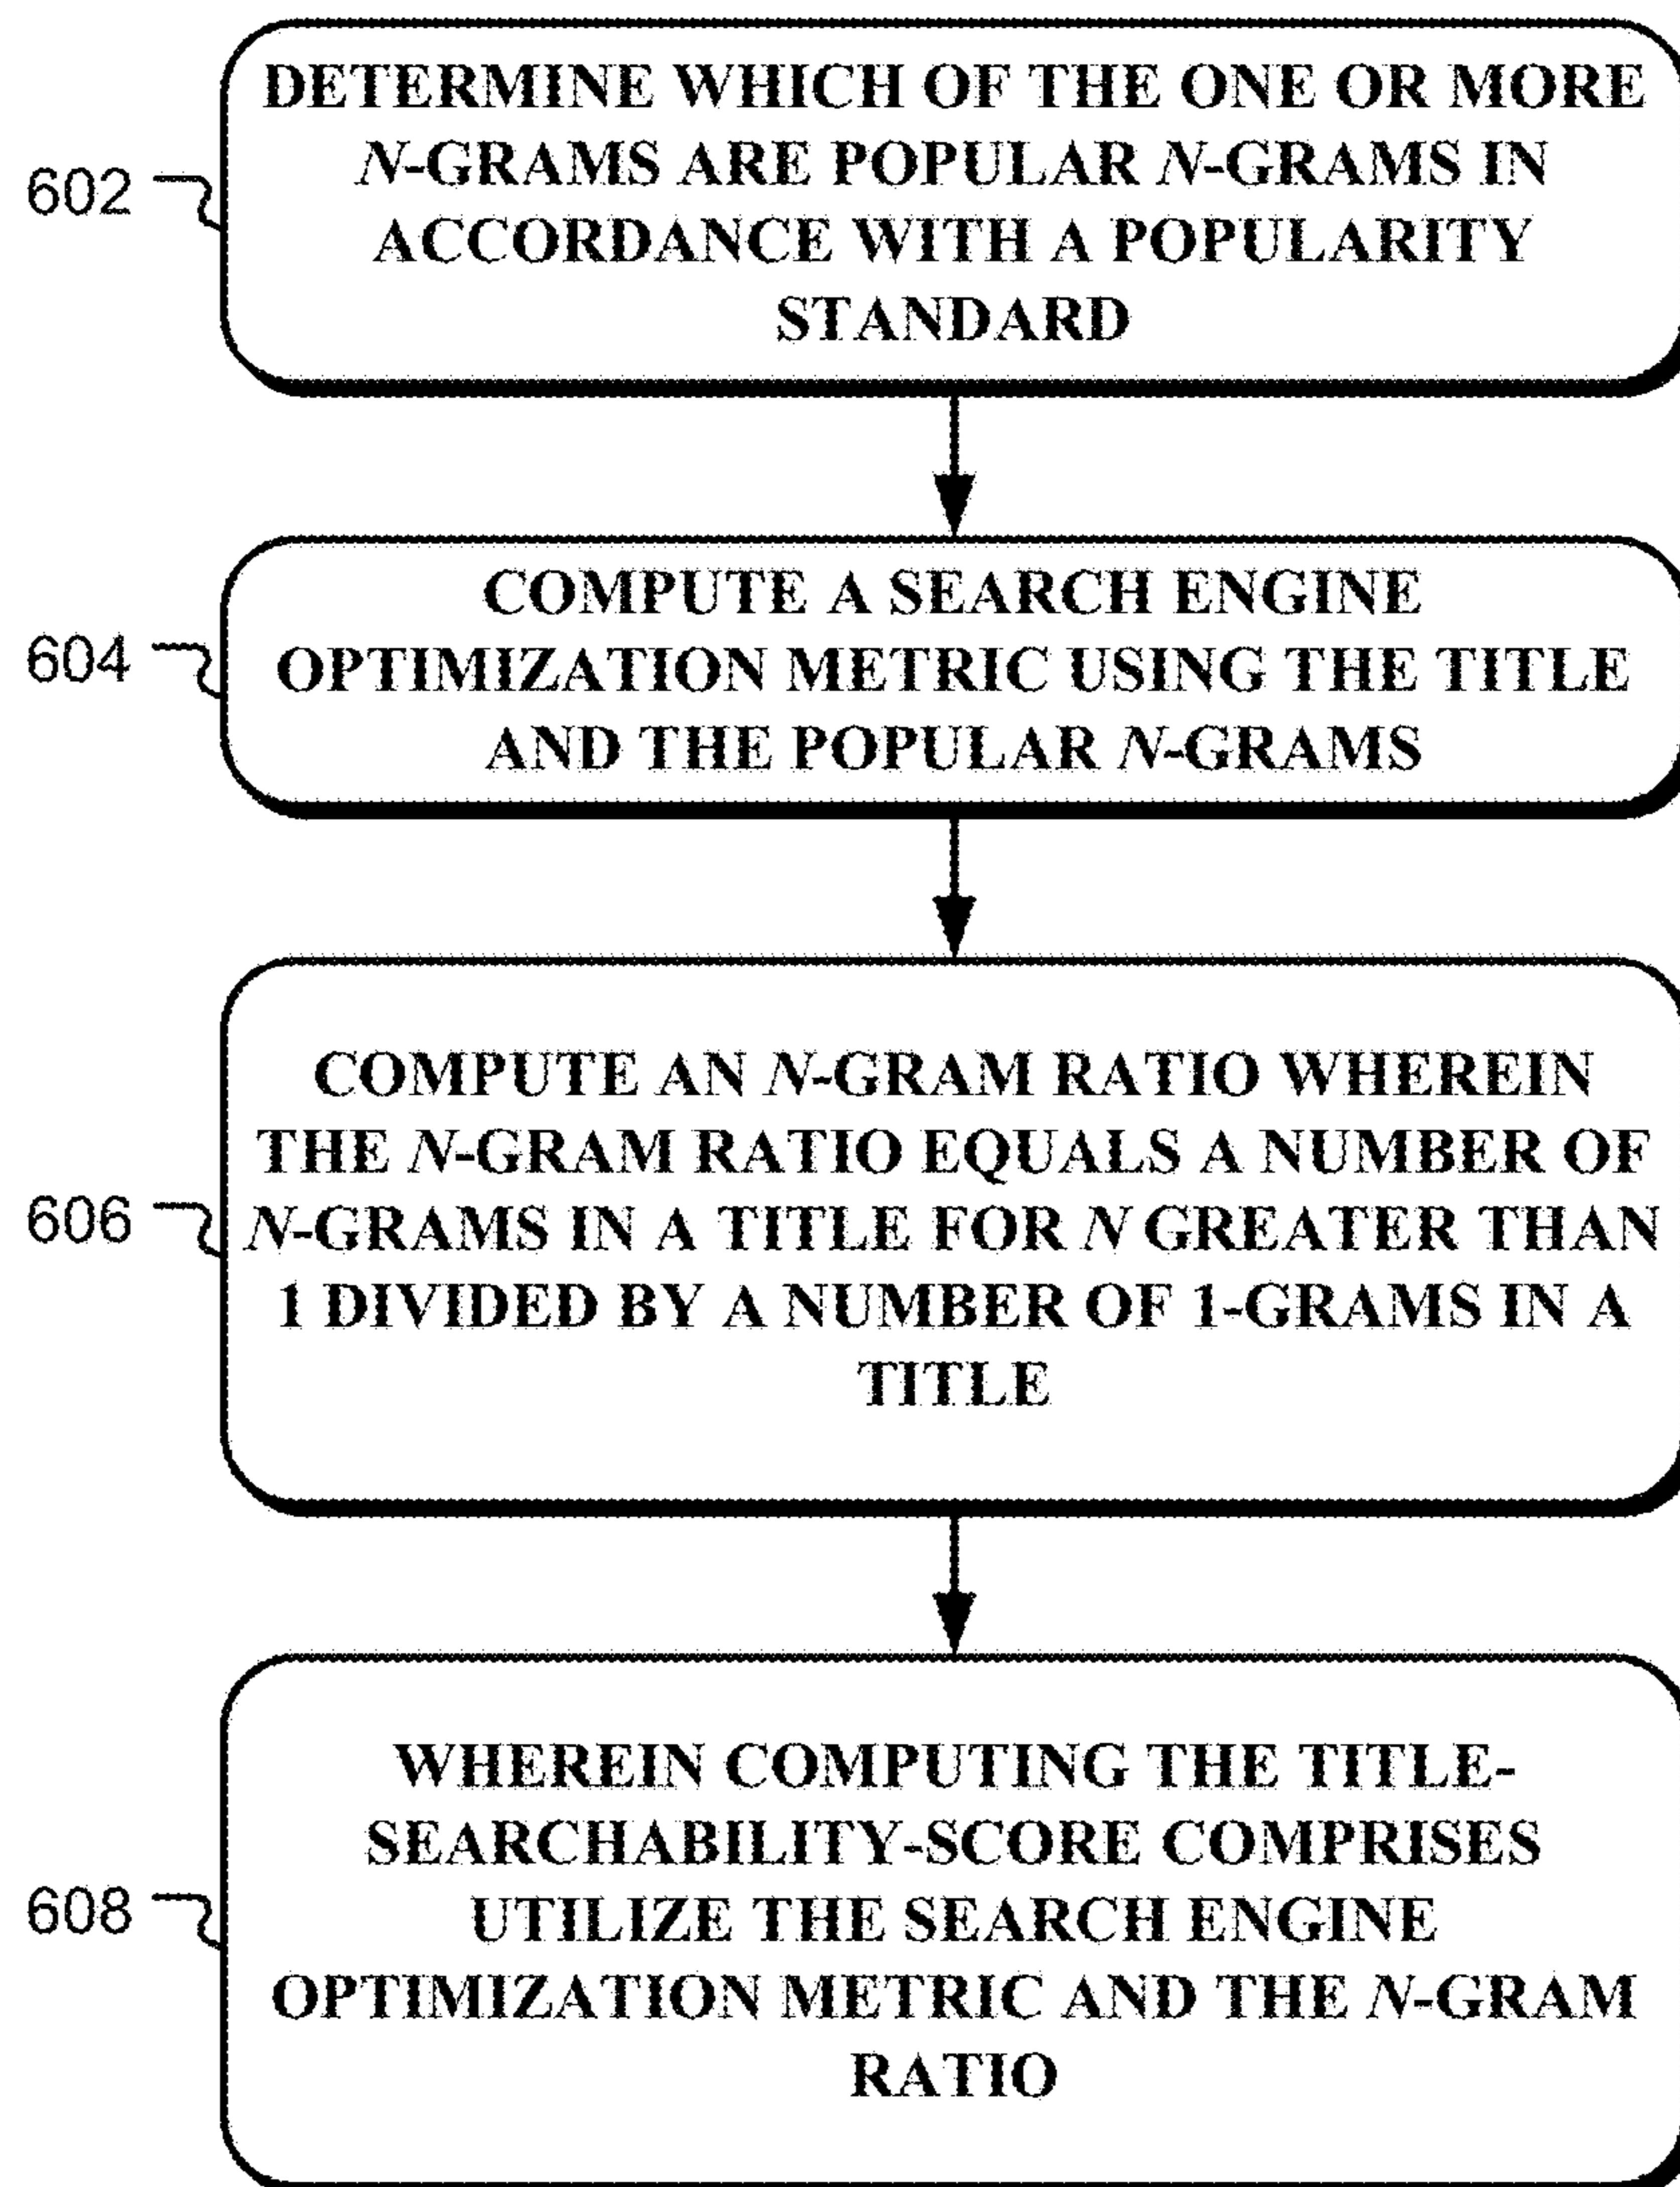 DETERMINE WHICH OF THE ONE OR MORE
N-GRAMS ARE POPULAR N-GRAMS IN
602
ACCORDANCE WITH A POPULARITY
STANDARD
COMPUTE A SEARCH ENGINE
604
OPTIMIZATION METRIC USING THE TITLE
AND THE POPULAR N-GRAMS
COMPUTE AN N-GRAM RATIO WHEREIN
THE N-GRAM RATIO EQUALS A NUMBER OF
606
N-GRAMS IN A TITLE FOR N GREATER THAN
1 DIVIDED BY A NUMBER OF 1-GRAMS IN A
TITLE
WHEREIN COMPUTING THE TITLE-
SEARCHABILITY-SCORE COMPRISES
608
UTILIZE THE SEARCH ENGINE
OPTIMIZATION METRIC AND THE N-GRAM
RATIO